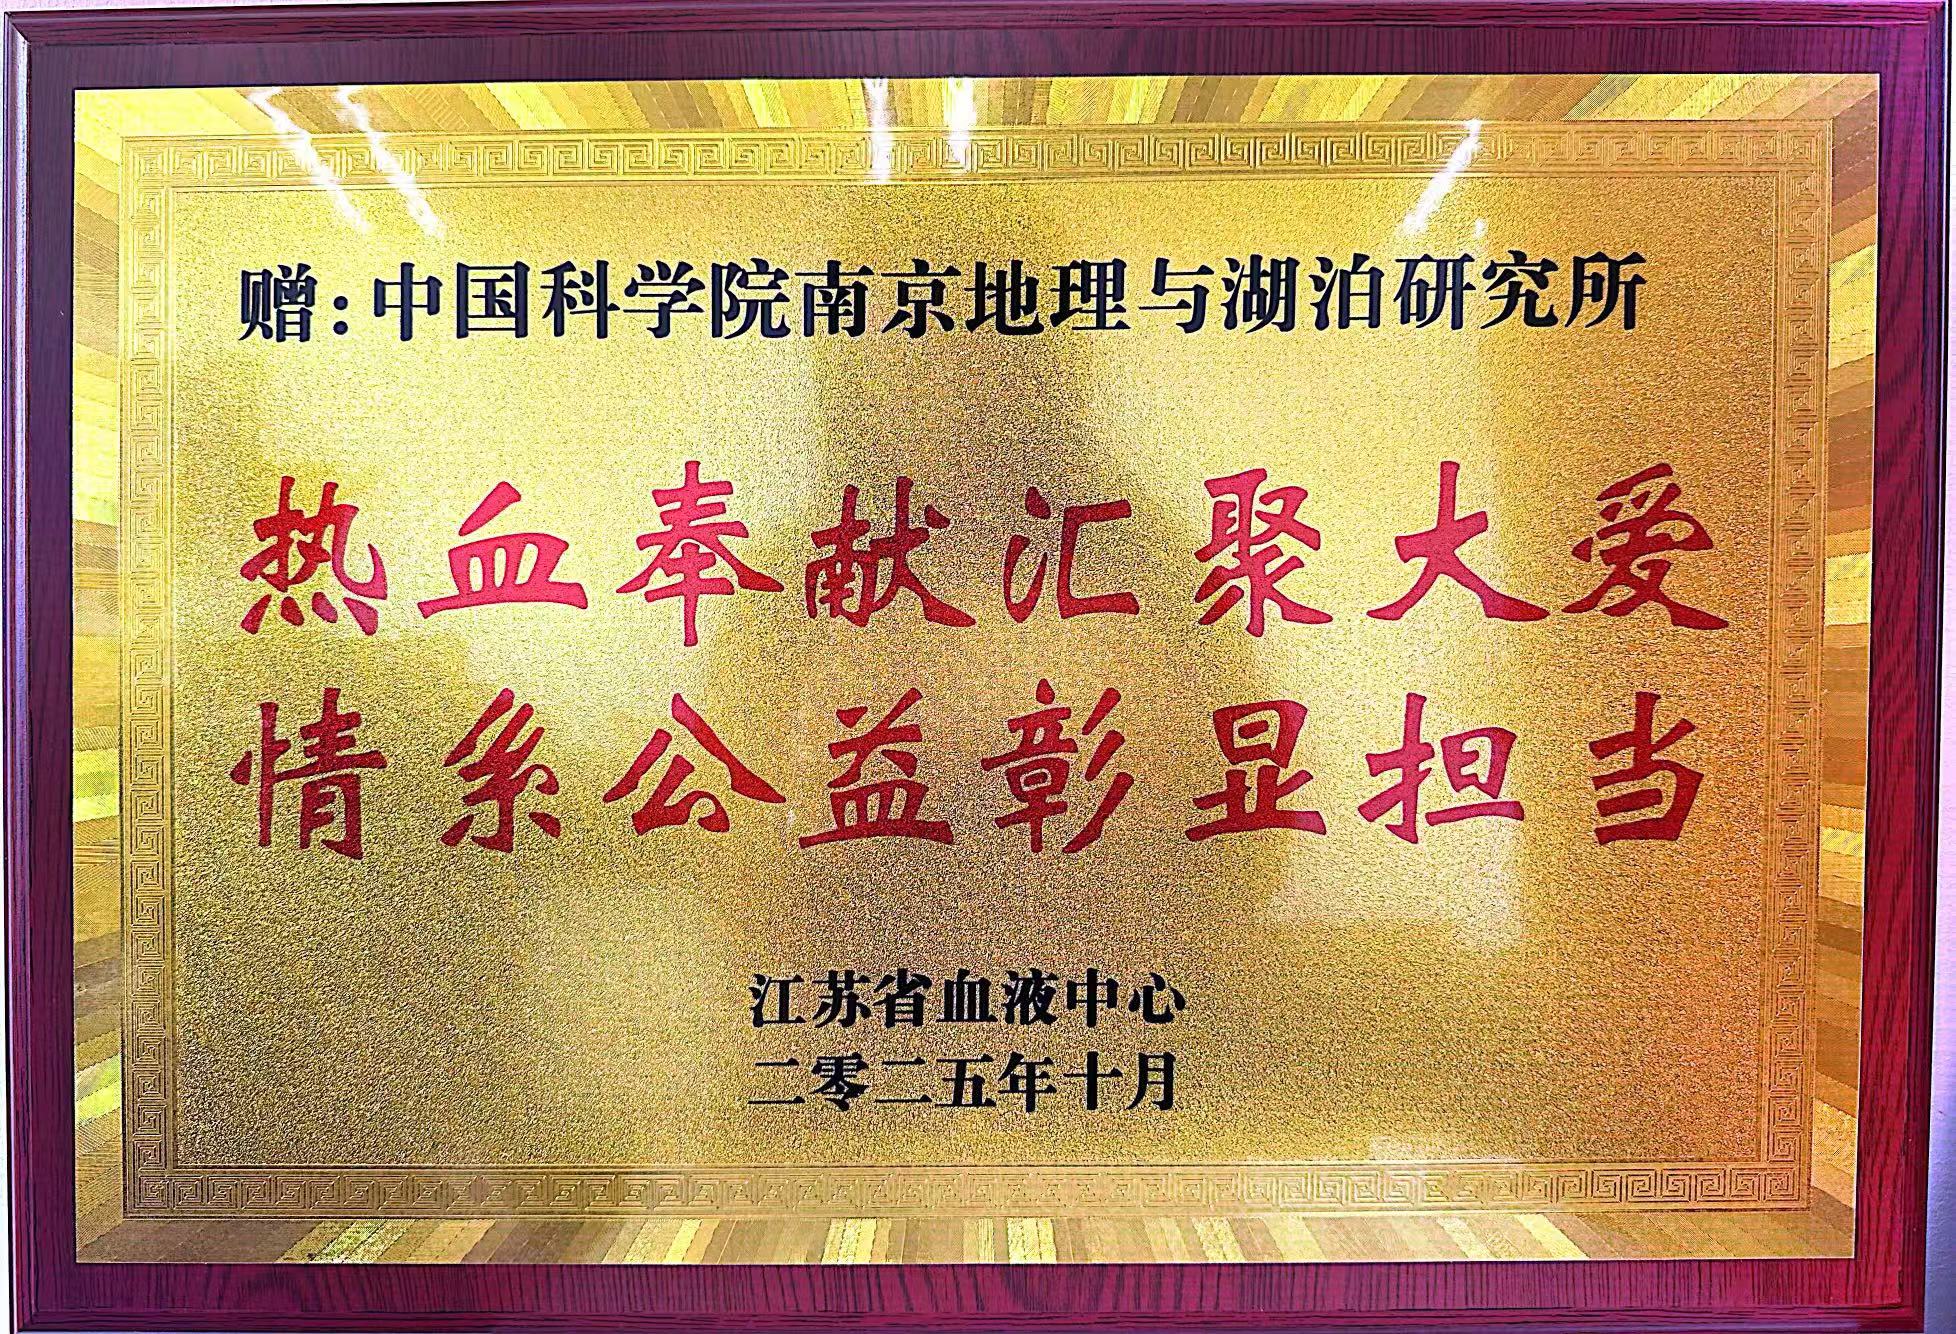 赠:中国科学院南京地理与湖泊研究所
热血奉献汇聚大爱
情系公益彰显担当
江苏省血液中心
二零二五年十月